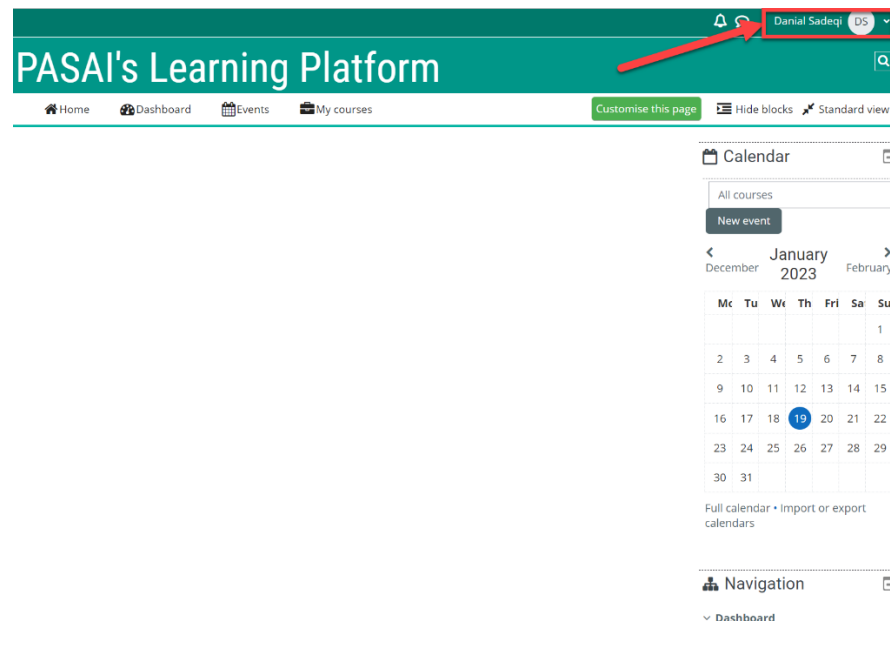 Danial Sadeqi DS
PASAI's Learning Platform
Home Dashboard Events My courses Customise this page Hide blocks Standard view
Calendar
All courses
New event
December January 2023 February
Mo Tu We Th Fri Sa Su
1
2 3 4 5 6 7 8
9 10 11 12 13 14 15
16 17 18 19 20 21 22
23 24 25 26 27 28 29
30 31
Full calendar • Import or export
calendars
Navigation
Dashboard